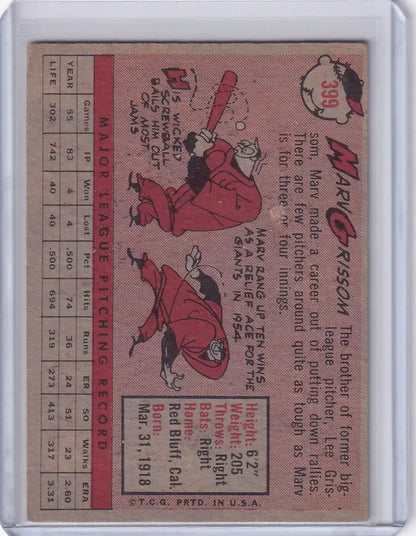 399
MARV GRISSOM
The brother of former big-
league pitcher, Lee Gris-
som, Marv made a career out of putting down rallies.
There are few pitchers around quite as tough as Marv
is for three or four innings.
HIS WICKED
SCREWBALL
BAILS HIM OUT
OF MOST
JAMS
MARV RANG UP TEN WINS
AS A RELIEF ACE FOR THE
GIANTS IN 1954.
Height: 6'2"
Weight: 205
Throws: Right
Bats: Right
Home:
Red Bluff, Cal.
Born:
Mar. 31, 1918
© T.C.G. PRTD. IN U.S.A.
MAJOR LEAGUE PITCHING RECORD
Games IP Won Lost Pct Hits Runs ER SO Walks ERA
YEAR 55 83 4 4 .500 74 36 24 51 23 2.60
LIFE 302 742 40 40 .500 694 319 273 413 317 3.31